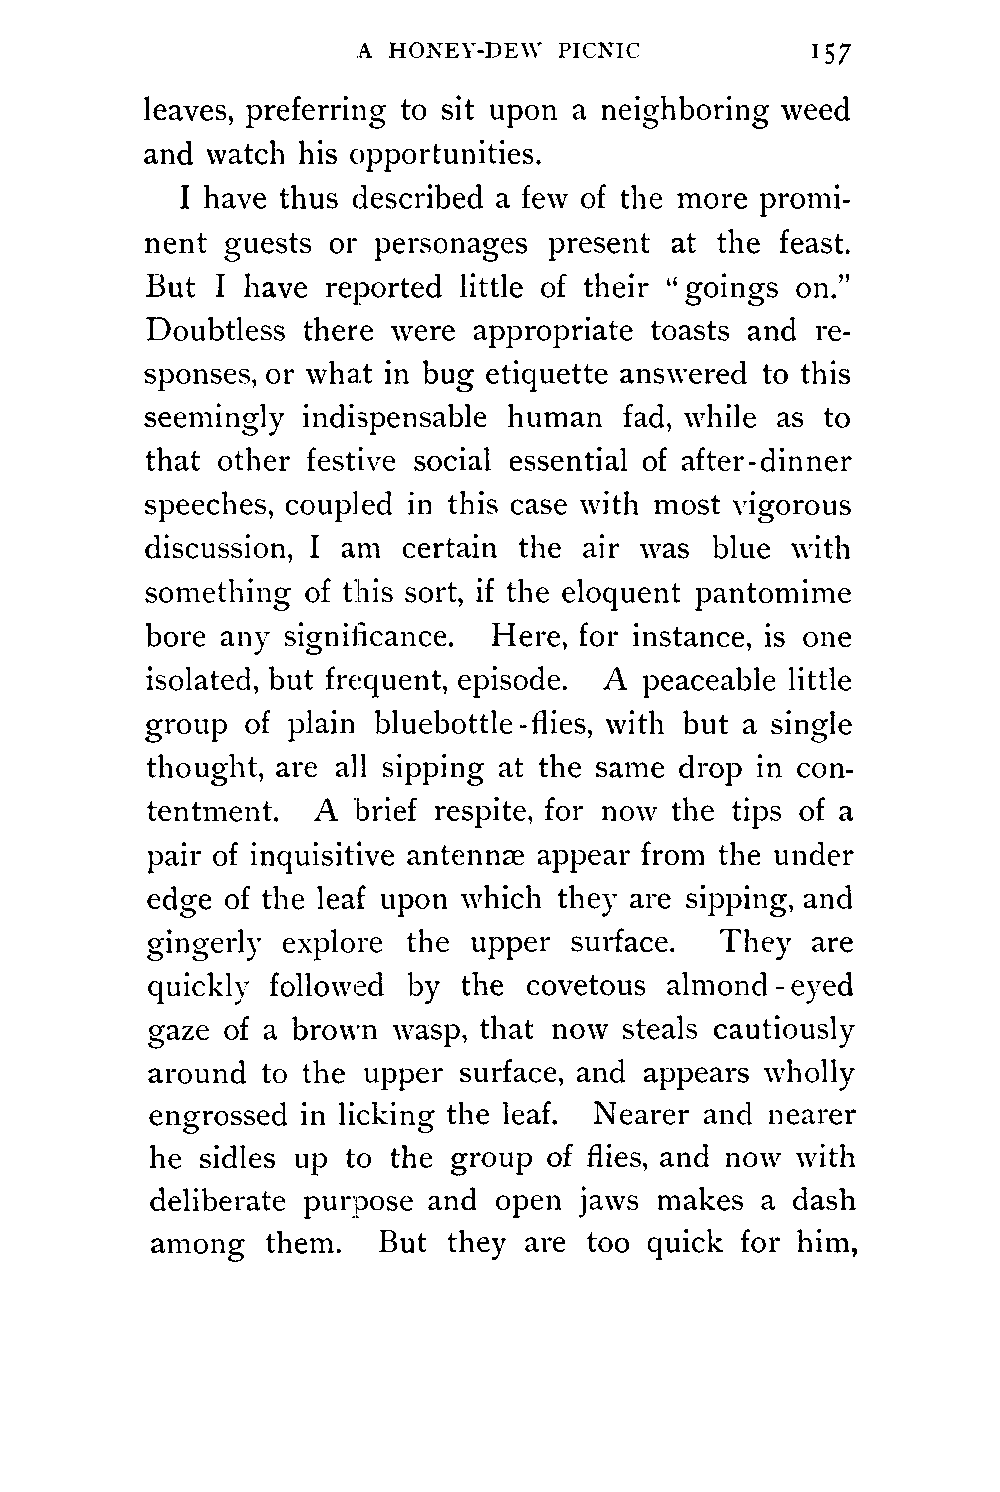 A HONEY-DEW PICNIC 157
leaves, preferring to sit upon a neighboring weed
and watch his opportunities.
I have thus described a few of the more promi-
nent guests or personages present at the feast.
But I have reported little of their “goings on.”
Doubtless there were appropriate toasts and re-
sponses, or what in bug etiquette answered to this
seemingly indispensable human fad, while as to
that other festive social essential of after-dinner
speeches, coupled in this case with most vigorous
discussion, I am certain the air was blue with
something of this sort, if the eloquent pantomime
bore any significance. Here, for instance, is one
isolated, but frequent, episode. A peaceable little
group of plain bluebottle-flies, with but a single
thought, are all sipping at the same drop in con-
tentment. A brief respite, for now the tips of a
pair of inquisitive antennæ appear from the under
edge of the leaf upon which they are sipping, and
gingerly explore the upper surface. They are
quickly followed by the covetous almond-eyed
gaze of a brown wasp, that now steals cautiously
around to the upper surface, and appears wholly
engrossed in licking the leaf. Nearer and nearer
he sidles up to the group of flies, and now with
deliberate purpose and open jaws makes a dash
among them. But they are too quick for him,